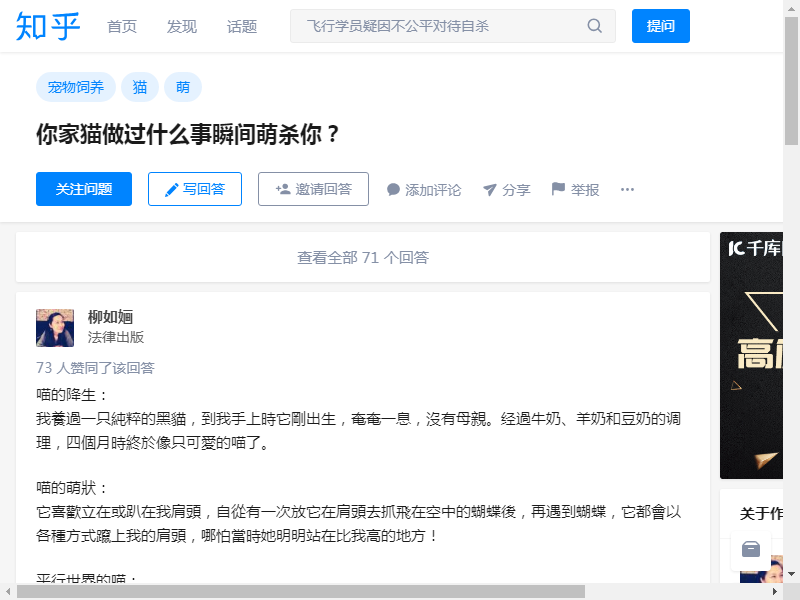 知乎 首页 发现 话题 飞行学员疑因不公平对待自杀 提问
宠物饲养 猫 萌
你家猫做过什么事瞬间萌杀你？
关注问题 写回答 邀请回答 添加评论 分享 举报 ···
查看全部 71 个回答
千库
柳如婳
法律出版
73 人赞同了该回答
喵的降生：
我養過一只純粹的黑貓，到我手上時它剛出生，奄奄一息，沒有母親。经過牛奶、羊奶和豆奶的调
理，四個月時終於像只可愛的喵了。
高
喵的萌狀：
它喜歡立在或趴在我肩頭，自從有一次放它在肩頭去抓飛在空中的蝴蝶後，再遇到蝴蝶，它都會以
各種方式躥上我的肩頭，哪怕當時她明明站在比我高的地方！
关于作
平行世界的喵：